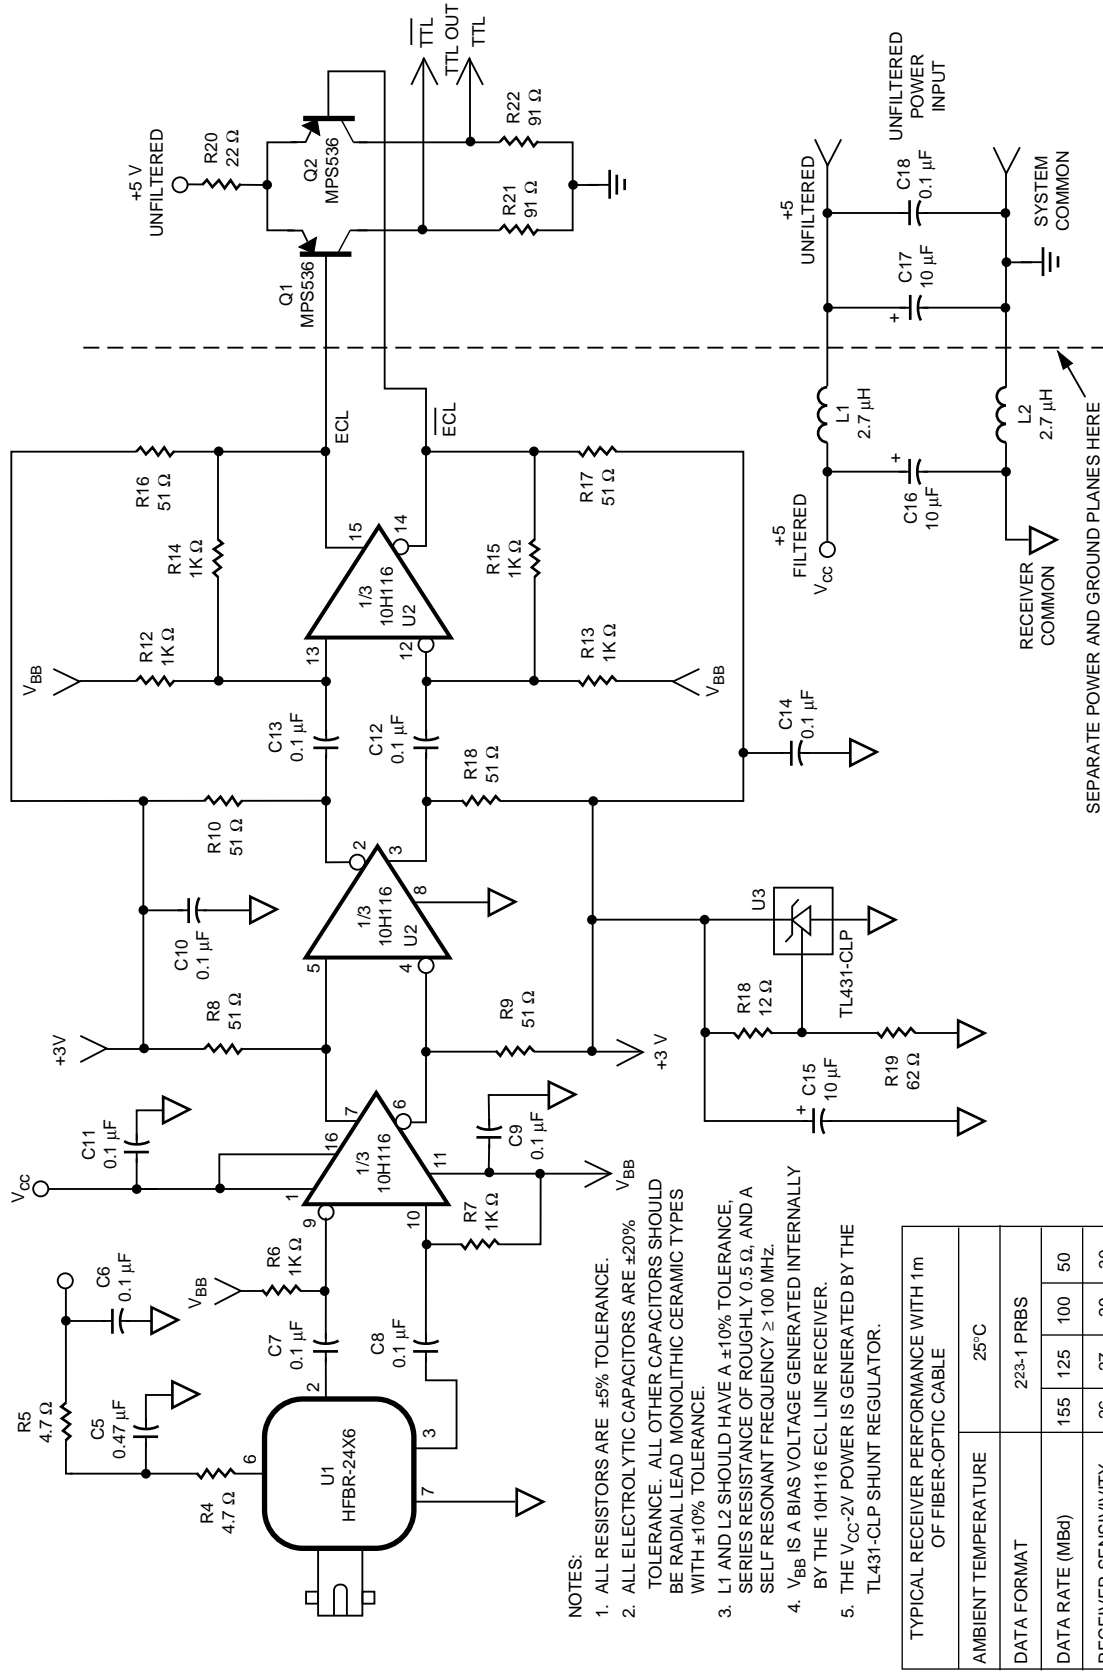 +5 V
UNFILTERED
R20
22 Ω
Q1
MPS536
Q2
MPS536
TTL
TTL OUT
TTL
R21
91 Ω
R22
91 Ω
+5
UNFILTERED
UNFILTERED
POWER
INPUT
C17
10 µF
+
C18
0.1 µF
SYSTEM
COMMON
L1
2.7 µH
L2
2.7 µH
+5
FILTERED
VCC
C16
10 µF
+
RECEIVER
COMMON
SEPARATE POWER AND GROUND PLANES HERE
ECL
ECL
R16
51 Ω
R14
1K Ω
R12
1K Ω
VBB
15
14
13
12
1/3
10H116
U2
R15
1K Ω
R13
1K Ω
VBB
R17
51 Ω
C13
0.1 µF
C12
0.1 µF
R18
51 Ω
C14
0.1 µF
R10
51 Ω
C10
0.1 µF
2
3
8
5
4
1/3
10H116
U2
+3V
R8
51 Ω
R9
51 Ω
+3 V
U3
TL431-CLP
R18
12 Ω
R19
62 Ω
C15
10 µF
+
VCC
C11
0.1 µF
1
16
7
6
9
10
11
1/3
10H116
C9
0.1 µF
R7
1K Ω
VBB
VBB
R6
1K Ω
C7
0.1 µF
C8
0.1 µF
R5
4.7 Ω
C6
0.1 µF
C5
0.47 µF
R4
4.7 Ω
6
2
3
7
U1
HFBR-24X6
NOTES:
1. ALL RESISTORS ARE ±5% TOLERANCE.
2. ALL ELECTROLYTIC CAPACITORS ARE ±20%
TOLERANCE. ALL OTHER CAPACITORS SHOULD
BE RADIAL LEAD MONOLITHIC CERAMIC TYPES
WITH ±10% TOLERANCE.
3. L1 AND L2 SHOULD HAVE A ±10% TOLERANCE,
SERIES RESISTANCE OF ROUGHLY 0.5 Ω, AND A
SELF RESONANT FREQUENCY ≥ 100 MHz.
4. VBB IS A BIAS VOLTAGE GENERATED INTERNALLY
BY THE 10H116 ECL LINE RECEIVER.
5. THE VCC-2V POWER IS GENERATED BY THE
TL431-CLP SHUNT REGULATOR.
TYPICAL RECEIVER PERFORMANCE WITH 1m
OF FIBER-OPTIC CABLE
AMBIENT TEMPERATURE 25°C
DATA FORMAT 223-1 PRBS
DATA RATE (MBd) 155 125 100 50
RECEIVER SENSITIVITY